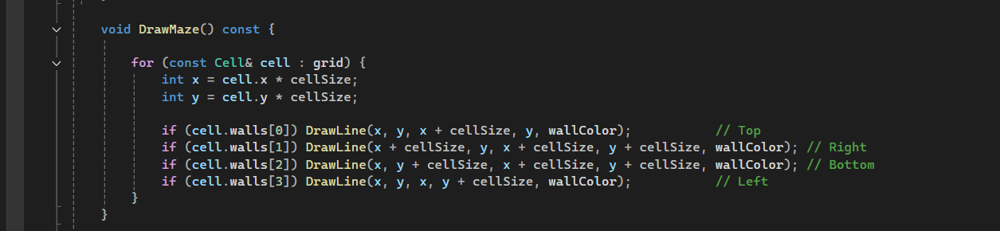 }
void DrawMaze() const {
for (const Cell& cell : grid) {
int x = cell.x * cellSize;
int y = cell.y * cellSize;
if (cell.walls[0]) DrawLine(x, y, x + cellSize, y, wallColor); // Top
if (cell.walls[1]) DrawLine(x + cellSize, y, x + cellSize, y + cellSize, wallColor); // Right
if (cell.walls[2]) DrawLine(x, y + cellSize, x + cellSize, y + cellSize, wallColor); // Bottom
if (cell.walls[3]) DrawLine(x, y, x, y + cellSize, wallColor); // Left
}
}